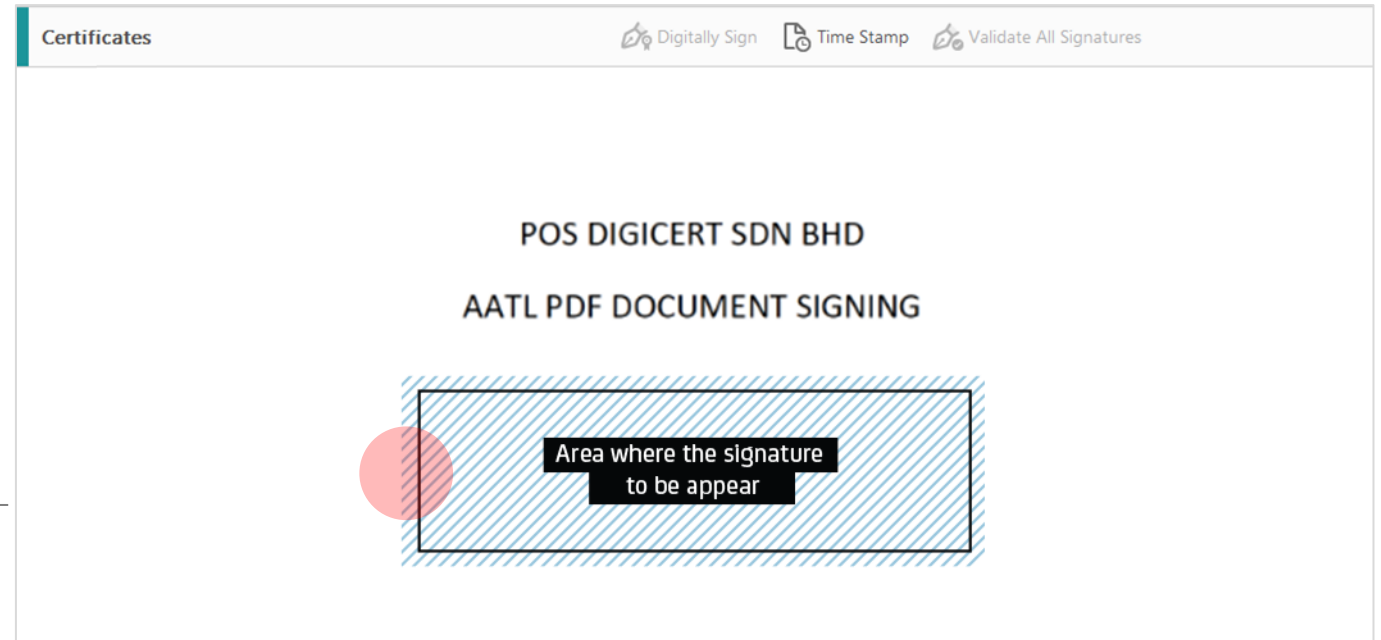 Certificates
Digitally Sign
Time Stamp
Validate All Signatures
POS DIGICERT SDN BHD
AATL PDF DOCUMENT SIGNING
Area where the signature
to be appear